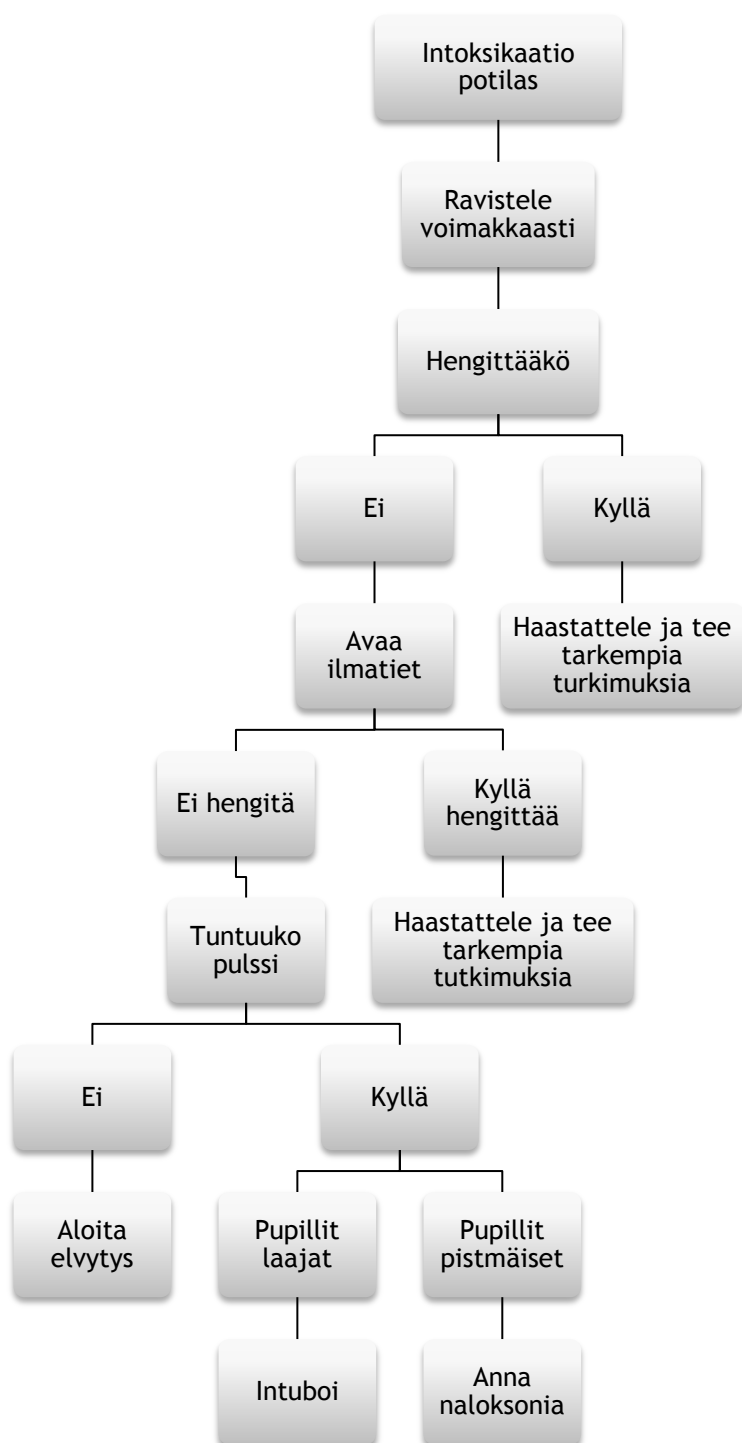 Intoksikaatio
potilas
Ravistele
voimakkaasti
Hengittääkö
Ei
Kyllä
Avaa
ilmatiet
Haastattele ja tee
tarkempia
turkimuksia
Ei hengitä
Kyllä
hengittää
Tuntuuko
pulssi
Haastattele ja tee
tarkempia
tutkimuksia
Ei
Kyllä
Aloita
elvytys
Pupillit
laajat
Pupillit
pistmäiset
Intuboi
Anna
naloksonia